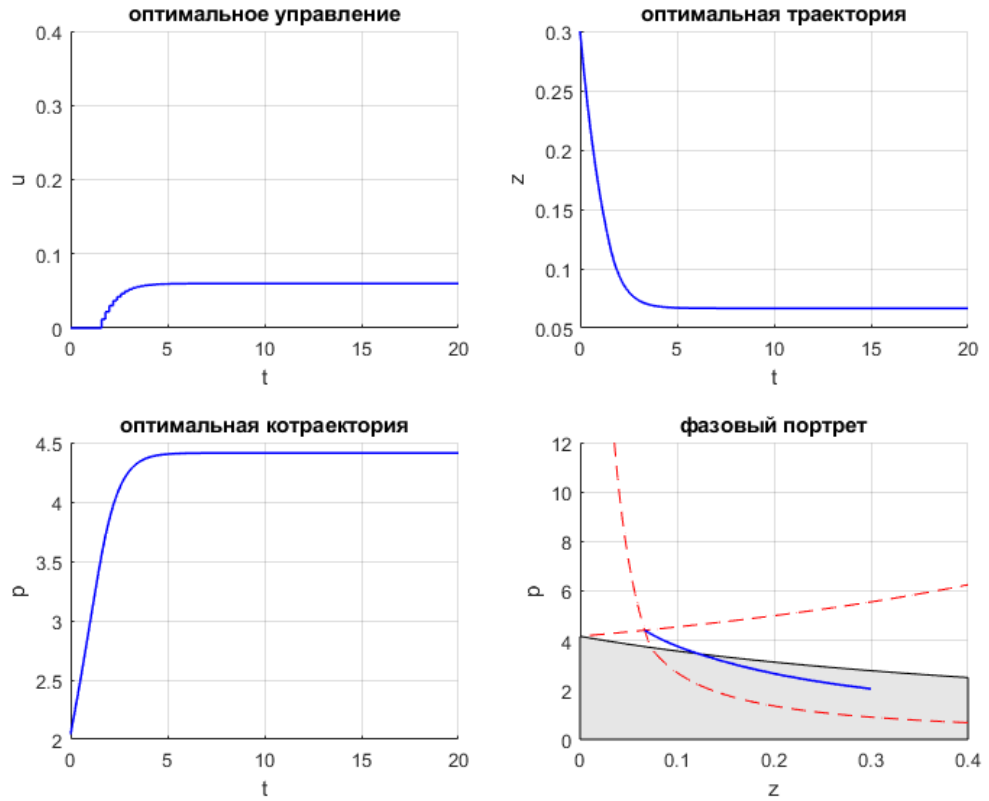 оптимальное управление
0.4
0.3
0.2
0.1
0
u
0 5 10 15 20
t
оптимальная траектория
0.3
0.25
0.2
0.15
0.1
0.05
z
0 5 10 15 20
t
оптимальная котраектория
4.5
4
3.5
3
2.5
2
p
0 5 10 15 20
t
фазовый портрет
12
10
8
6
4
2
0
p
0 0.1 0.2 0.3 0.4
z